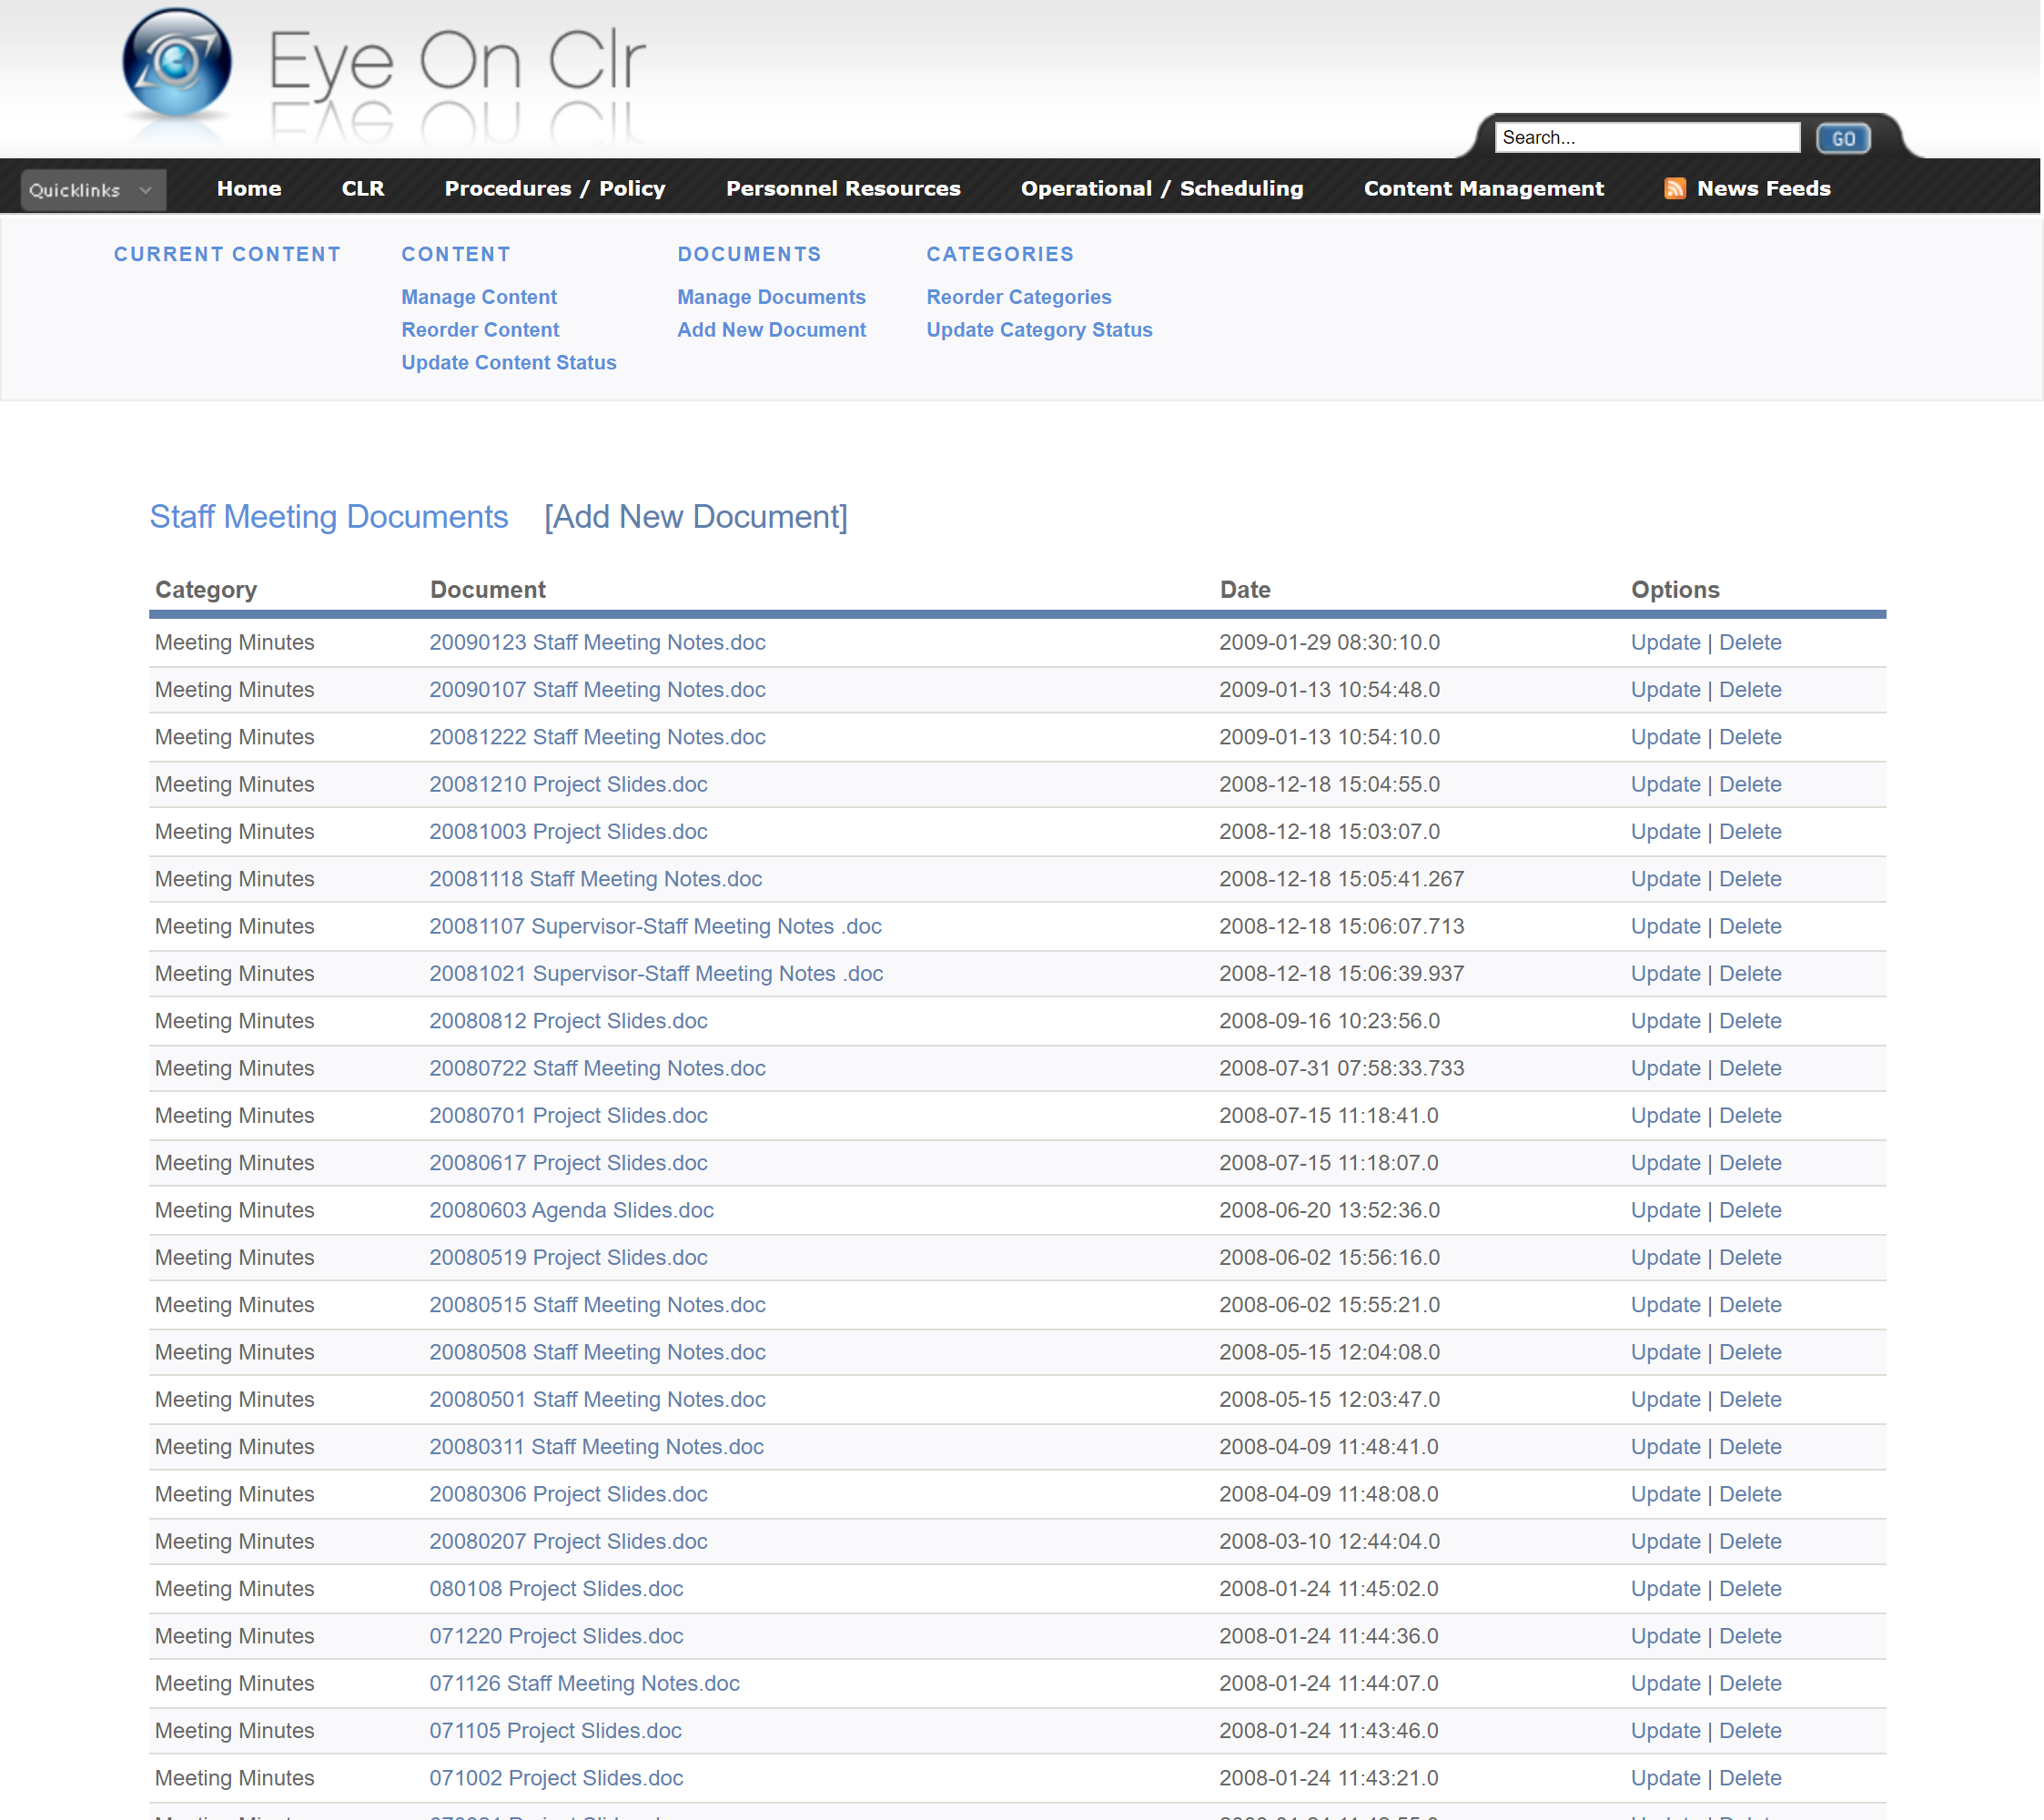 Eye On Clr
Search...
GO
Quicklinks Home CLR Procedures / Policy Personnel Resources Operational / Scheduling Content Management News Feeds
CURRENT CONTENT CONTENT DOCUMENTS CATEGORIES
Manage Content Manage Documents Reorder Categories
Reorder Content Add New Document Update Category Status
Update Content Status
Staff Meeting Documents [Add New Document]
Category Document Date Options
Meeting Minutes 20090123 Staff Meeting Notes.doc 2009-01-29 08:30:10.0 Update | Delete
Meeting Minutes 20090107 Staff Meeting Notes.doc 2009-01-13 10:54:48.0 Update | Delete
Meeting Minutes 20081222 Staff Meeting Notes.doc 2009-01-13 10:54:10.0 Update | Delete
Meeting Minutes 20081210 Project Slides.doc 2008-12-18 15:04:55.0 Update | Delete
Meeting Minutes 20081003 Project Slides.doc 2008-12-18 15:03:07.0 Update | Delete
Meeting Minutes 20081118 Staff Meeting Notes.doc 2008-12-18 15:05:41.267 Update | Delete
Meeting Minutes 20081107 Supervisor-Staff Meeting Notes .doc 2008-12-18 15:06:07.713 Update | Delete
Meeting Minutes 20081021 Supervisor-Staff Meeting Notes .doc 2008-12-18 15:06:39.937 Update | Delete
Meeting Minutes 20080812 Project Slides.doc 2008-09-16 10:23:56.0 Update | Delete
Meeting Minutes 20080722 Staff Meeting Notes.doc 2008-07-31 07:58:33.733 Update | Delete
Meeting Minutes 20080701 Project Slides.doc 2008-07-15 11:18:41.0 Update | Delete
Meeting Minutes 20080617 Project Slides.doc 2008-07-15 11:18:07.0 Update | Delete
Meeting Minutes 20080603 Agenda Slides.doc 2008-06-20 13:52:36.0 Update | Delete
Meeting Minutes 20080519 Project Slides.doc 2008-06-02 15:56:16.0 Update | Delete
Meeting Minutes 20080515 Staff Meeting Notes.doc 2008-06-02 15:55:21.0 Update | Delete
Meeting Minutes 20080508 Staff Meeting Notes.doc 2008-05-15 12:04:08.0 Update | Delete
Meeting Minutes 20080501 Staff Meeting Notes.doc 2008-05-15 12:03:47.0 Update | Delete
Meeting Minutes 20080311 Staff Meeting Notes.doc 2008-04-09 11:48:41.0 Update | Delete
Meeting Minutes 20080306 Project Slides.doc 2008-04-09 11:48:08.0 Update | Delete
Meeting Minutes 20080207 Project Slides.doc 2008-03-10 12:44:04.0 Update | Delete
Meeting Minutes 080108 Project Slides.doc 2008-01-24 11:45:02.0 Update | Delete
Meeting Minutes 071220 Project Slides.doc 2008-01-24 11:44:36.0 Update | Delete
Meeting Minutes 071126 Staff Meeting Notes.doc 2008-01-24 11:44:07.0 Update | Delete
Meeting Minutes 071105 Project Slides.doc 2008-01-24 11:43:46.0 Update | Delete
Meeting Minutes 071002 Project Slides.doc 2008-01-24 11:43:21.0 Update | Delete